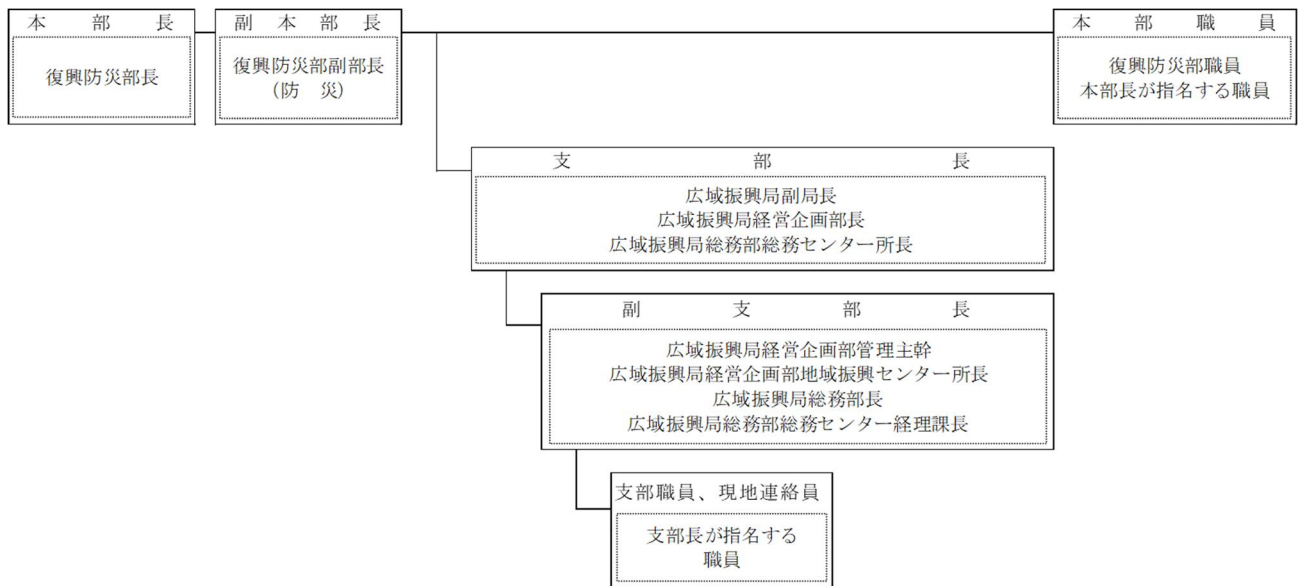 本部長
復興防災部長
副本部長
復興防災部副部長
（防　災）
本部職員
復興防災部職員
本部長が指名する職員
支部長
広域振興局副局長
広域振興局経営企画部長
広域振興局総務部総務センター所長
副支部長
広域振興局経営企画部管理主幹
広域振興局経営企画部地域振興センター所長
広域振興局総務部長
広域振興局総務部総務センター経理課長
支部職員、現地連絡員
支部長が指名する
職員